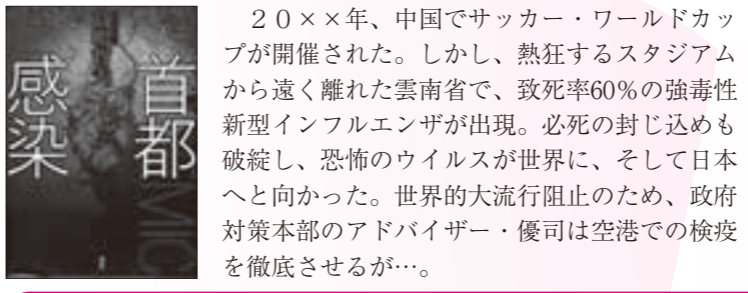 首都
感染
MIC
２０××年、中国でサッカー・ワールドカッ
プが開催された。しかし、熱狂するスタジアム
から遠く離れた雲南省で、致死率60％の強毒性
新型インフルエンザが出現。必死の封じ込めも
破綻し、恐怖のウイルスが世界に、そして日本
へと向かった。世界的大流行阻止のため、政府
対策本部のアドバイザー・優司は空港での検疫
を徹底させるが…。